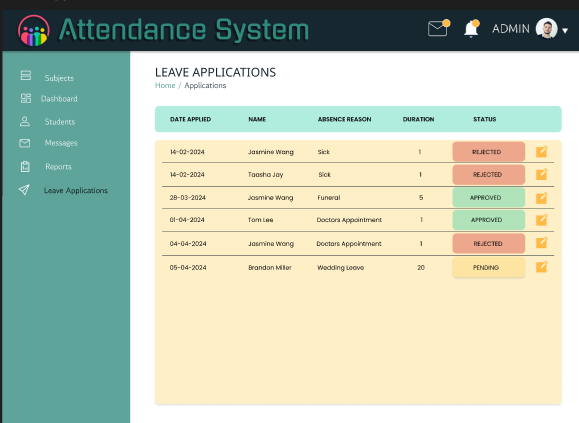 Attendance System
ADMIN
Subjects
Dashboard
Students
Messages
Reports
Leave Applications
LEAVE APPLICATIONS
Home / Applications
DATE APPLIED NAME ABSENCE REASON DURATION STATUS
14-02-2024 Jasmine Wang Sick 1 REJECTED
14-02-2024 Taasha Jay Sick 1 REJECTED
28-03-2024 Jasmine Wang Funeral 5 APPROVED
01-04-2024 Tom Lee Doctors Appointment 1 APPROVED
04-04-2024 Jasmine Wang Doctors Appointment 1 REJECTED
05-04-2024 Brandon Miller Wedding Leave 20 PENDING